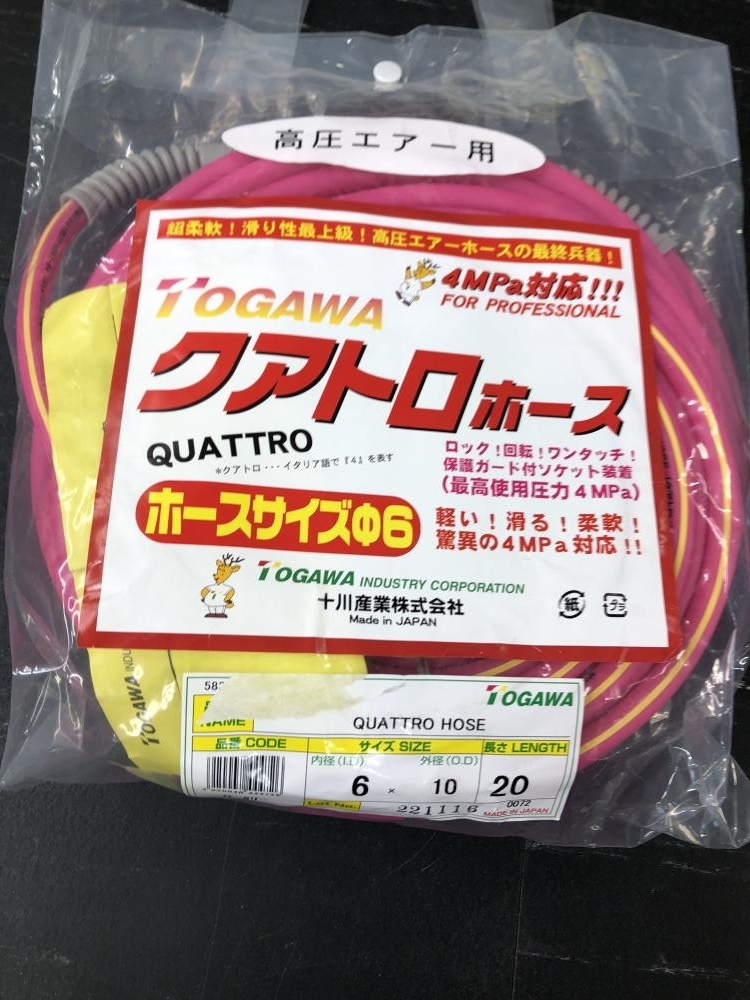 高圧エアー用
超柔軟！滑り性最上級！高圧エアーホースの最終兵器！
4MPa対応!!!
FOR PROFESSIONAL
TOGAWA
クアトロホース
QUATTRO
*クアトロ・・・イタリア語で『4』を表す
ロック！回転！ワンタッチ！
保護ガード付ソケット装着
(最高使用圧力4MPa)
ホースサイズΦ6
軽い！滑る！柔軟！
驚異の4MPa対応！！
TOGAWA INDUSTRY CORPORATION
十川産業株式会社
Made in JAPAN
紙
プラ
TOGAWA
NAME
QUATTRO HOSE
品番 CODE
サイズ SIZE
長さ LENGTH
内径(I.D)
外径(O.D)
6 × 10
20
LOT No.
221116
0072
MADE IN JAPAN
TOGAWA INDU